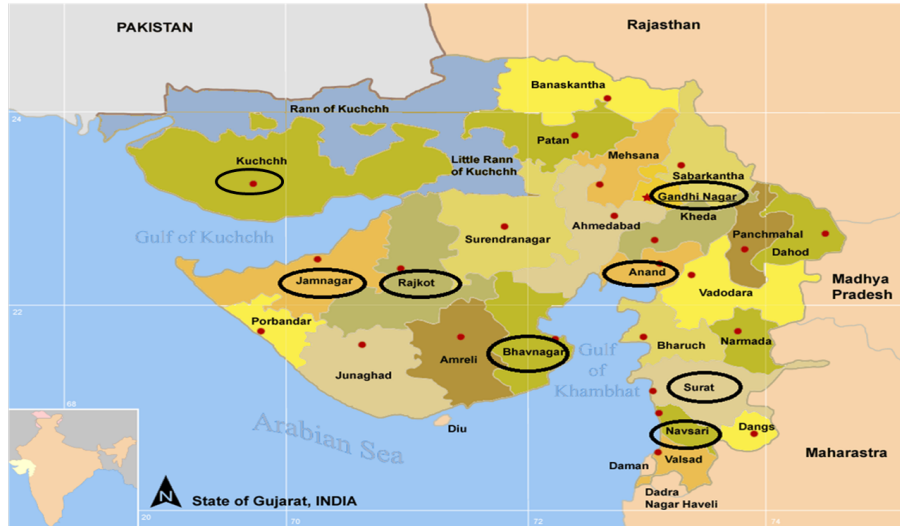 PAKISTAN
Rajasthan
Banaskantha
Rann of Kuchchh
24
Patan
Mehsana
Kuchchh
Little Rann
of Kuchchh
Sabarkantha
Gandhi Nagar
Kheda
Ahmedabad
Panchmahal
Dahod
Gulf of Kuchchh
Surendranagar
Anand
Jamnagar
Rajkot
Vadodara
Madhya
Pradesh
22
Porbandar
Bhavnagar
Gulf
of
Khambhat
Bharuch
Narmada
Junaghad
Amreli
Surat
68
Arabian Sea
Diu
Navsari
Dangs
Maharastra
Daman
Valsad
Dadra
Nagar Haveli
N
State of Gujarat, INDIA
20
70
72
74